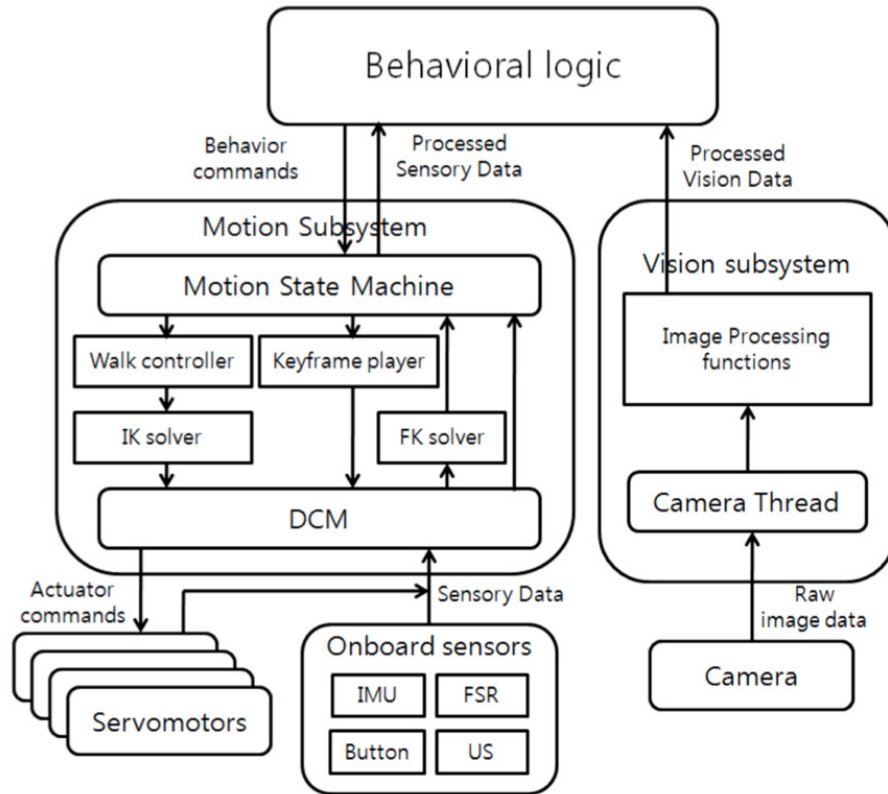 Behavioral logic
Behavior
commands
Processed
Sensory Data
Processed
Vision Data
Motion Subsystem
Motion State Machine
Walk controller
Keyframe player
IK solver
FK solver
DCM
Vision subsystem
Image Processing
functions
Camera Thread
Actuator
commands
Sensory Data
Raw
image data
Servomotors
Onboard sensors
IMU
FSR
Button
US
Camera